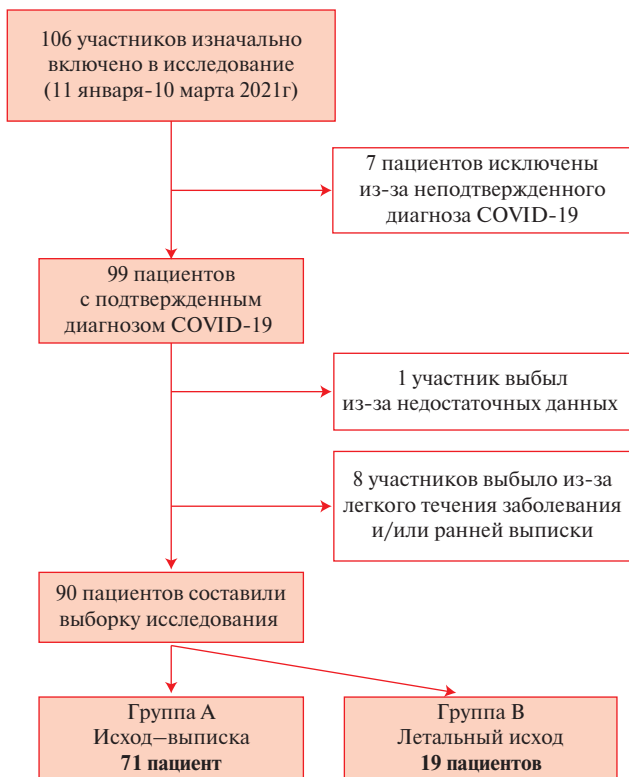 106 участников изначально
включено в исследование
(11 января-10 марта 2021г)
7 пациентов исключены
из-за неподтвержденного
диагноза COVID-19
99 пациентов
с подтвержденным
диагнозом COVID-19
1 участник выбыл
из-за недостаточных данных
8 участников выбыло из-за
легкого течения заболевания
и/или ранней выписки
90 пациентов составили
выборку исследования
Группа А
Исход–выписка
71 пациент
Группа В
Летальный исход
19 пациентов